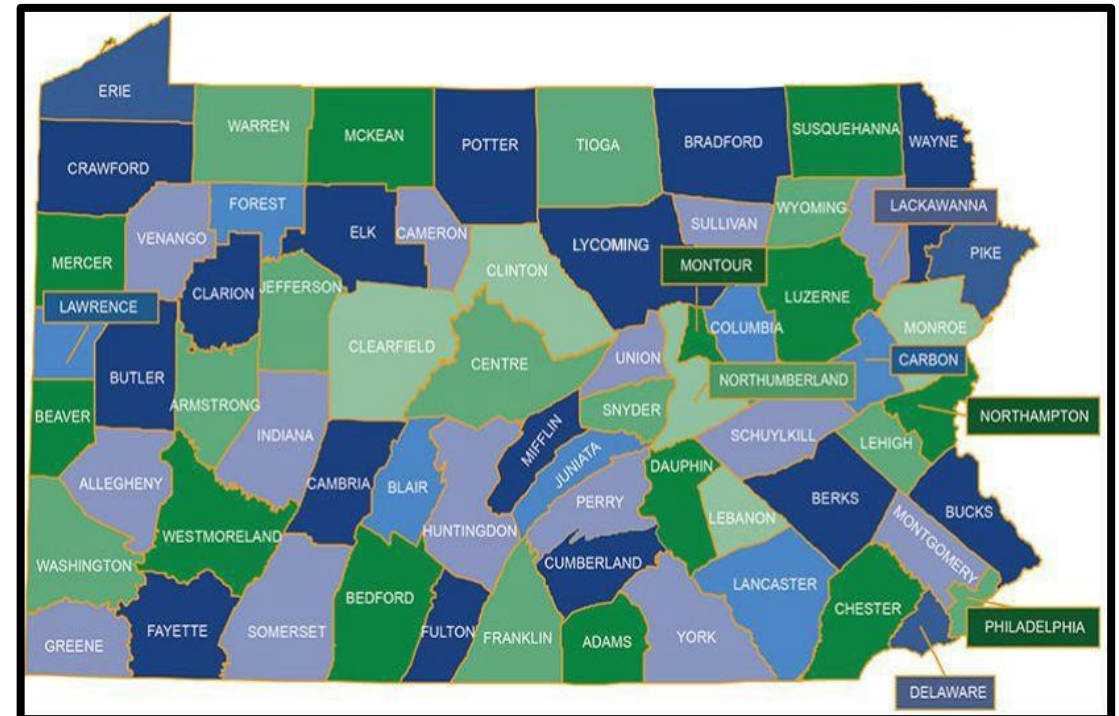 ERIE
WARREN
MCKEAN
POTTER
TIOGA
BRADFORD
SUSQUEHANNA
WAYNE
CRAWFORD
FOREST
VENANGO
ELK
CAMERON
LYCOMING
SULLIVAN
WYOMING
LACKAWANNA
PIKE
MERCER
CLARION
JEFFERSON
CLINTON
MONTOUR
LUZERNE
LAWRENCE
CLEARFIELD
CENTRE
UNION
COLUMBIA
MONROE
CARBON
BUTLER
NORTHUMBERLAND
BEAVER
ARMSTRONG
SNYDER
NORTHAMPTON
INDIANA
MIFFLIN
JUNIATA
SCHUYLKILL
LEHIGH
ALLEGHENY
CAMBRIA
BLAIR
DAUPHIN
PERRY
BERKS
BUCKS
WESTMORELAND
HUNTINGDON
LEBANON
MONTGOMERY
WASHINGTON
CUMBERLAND
LANCASTER
BEDFORD
CHESTER
GREENE
FAYETTE
SOMERSET
FULTON
FRANKLIN
ADAMS
YORK
PHILADELPHIA
DELAWARE